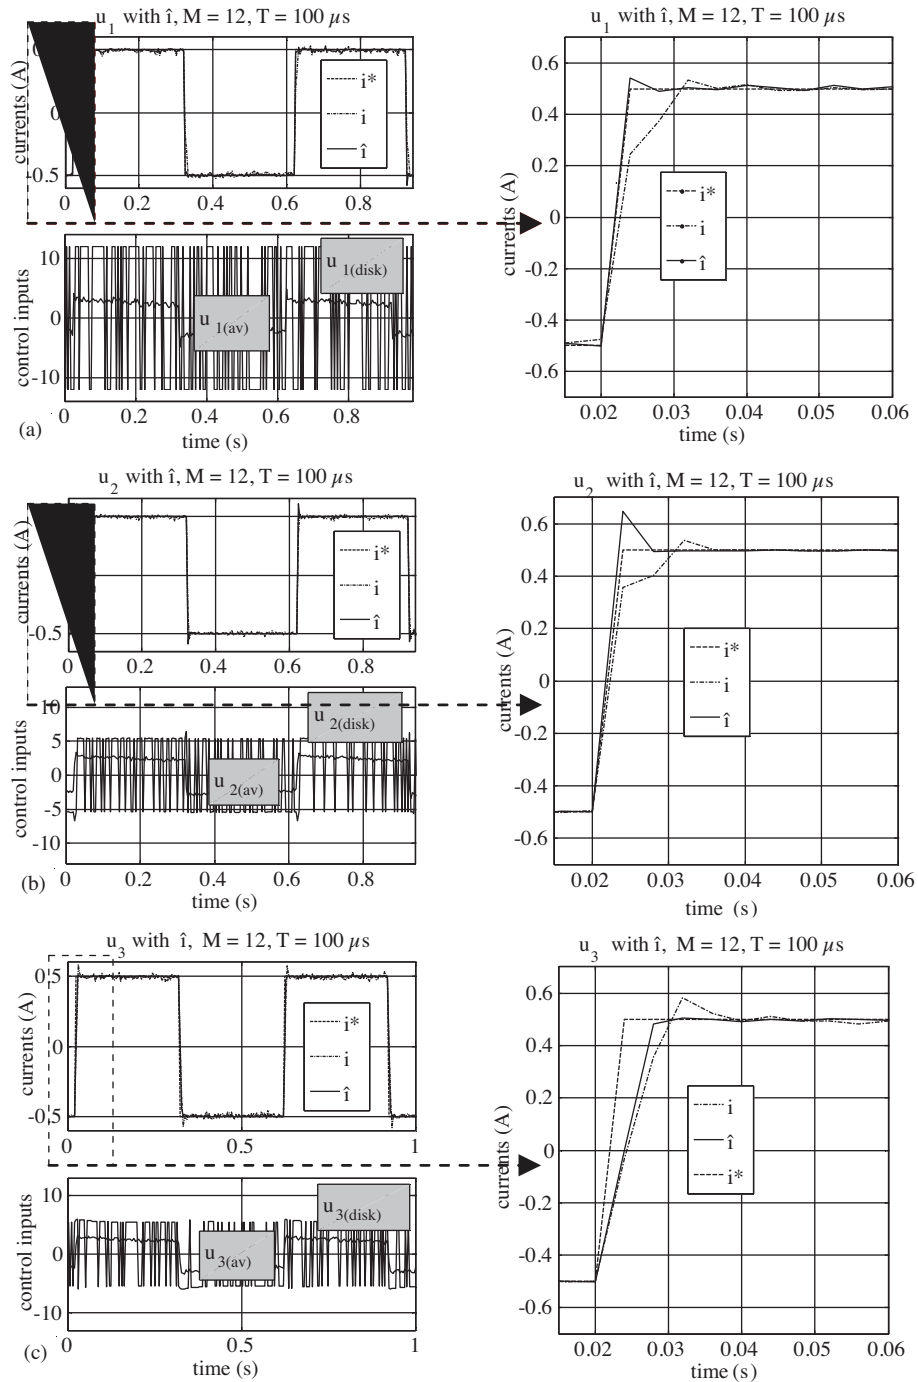 u1 with î, M = 12, T = 100 µs
currents (A)
0
-0.5
i*
i
î
0 0.2 0.4 0.6 0.8
control inputs
10
0
-10
u 1(disk)
u 1(av)
0 0.2 0.4 0.6 0.8
time (s)
(a)
u1 with î, M = 12, T = 100 µs
currents (A)
0.6
0.4
0.2
0
-0.2
-0.4
-0.6
i*
i
î
0.02 0.03 0.04 0.05 0.06
time (s)
u2 with î, M = 12, T = 100 µs
currents (A)
-0.5
i*
i
î
0 0.2 0.4 0.6 0.8
control inputs
10
5
0
-5
-10
u 2(disk)
u 2(av)
0 0.2 0.4 0.6 0.8
time (s)
(b)
u2 with î, M = 12, T = 100 µs
currents (A)
0.6
0.4
0.2
0
-0.2
-0.4
-0.6
i*
i
î
0.02 0.03 0.04 0.05 0.06
time (s)
u3 with î, M = 12, T = 100 µs
currents (A)
0.5
0
-0.5
i*
i
î
0 0.5 1
control inputs
10
0
-10
u 3(disk)
u 3(av)
0 0.5 1
time (s)
(c)
u3 with î, M = 12, T = 100 µs
currents (A)
0.6
0.4
0.2
0
-0.2
-0.4
-0.6
i
î
i*
0.02 0.03 0.04 0.05 0.06
time (s)